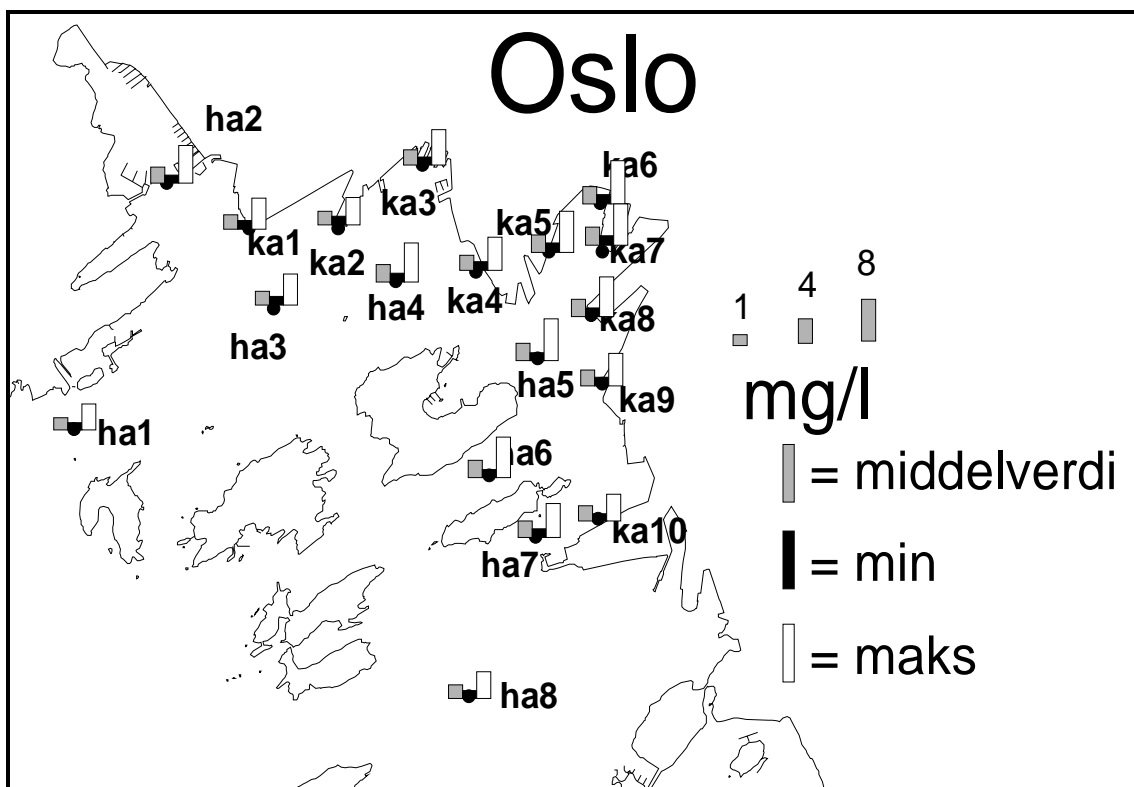 Oslo
ha2
ka6
ka3
ka5
ka1
ka2
ka7
ha4
ka4
8
4
1
ha3
ka8
ha5
ka9
mg/l
ha1
ha6
= middelverdi
ka10
ha7
= min
= maks
ha8